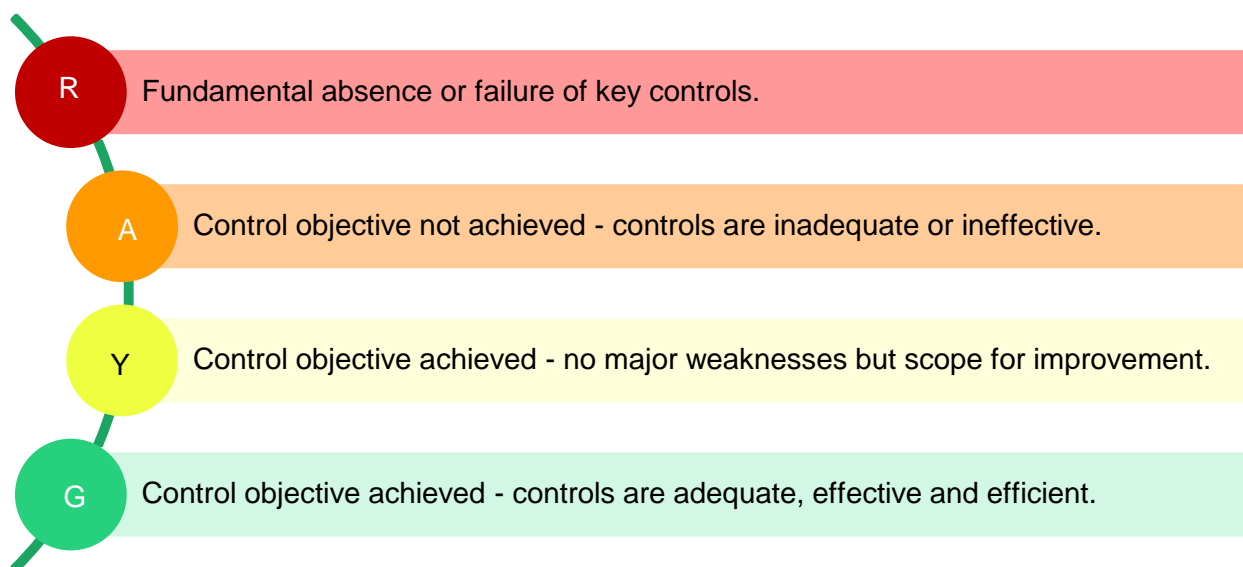 R
Fundamental absence or failure of key controls.
A
Control objective not achieved - controls are inadequate or ineffective.
Y
Control objective achieved - no major weaknesses but scope for improvement.
G
Control objective achieved - controls are adequate, effective and efficient.